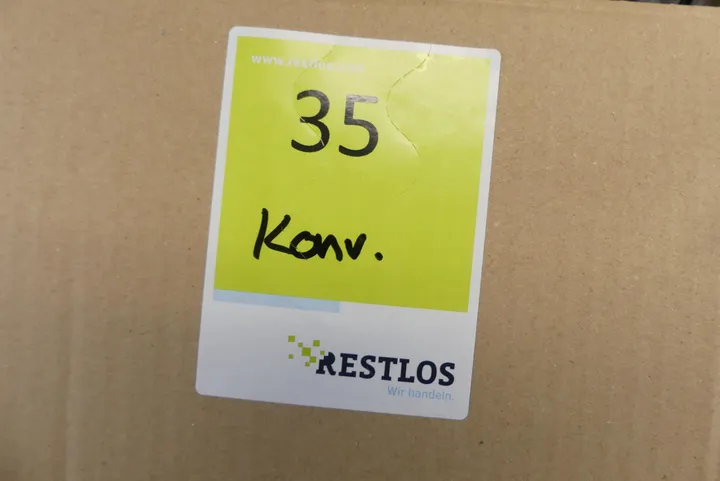 35
Konv.
RESTLOS
Wir handeln.